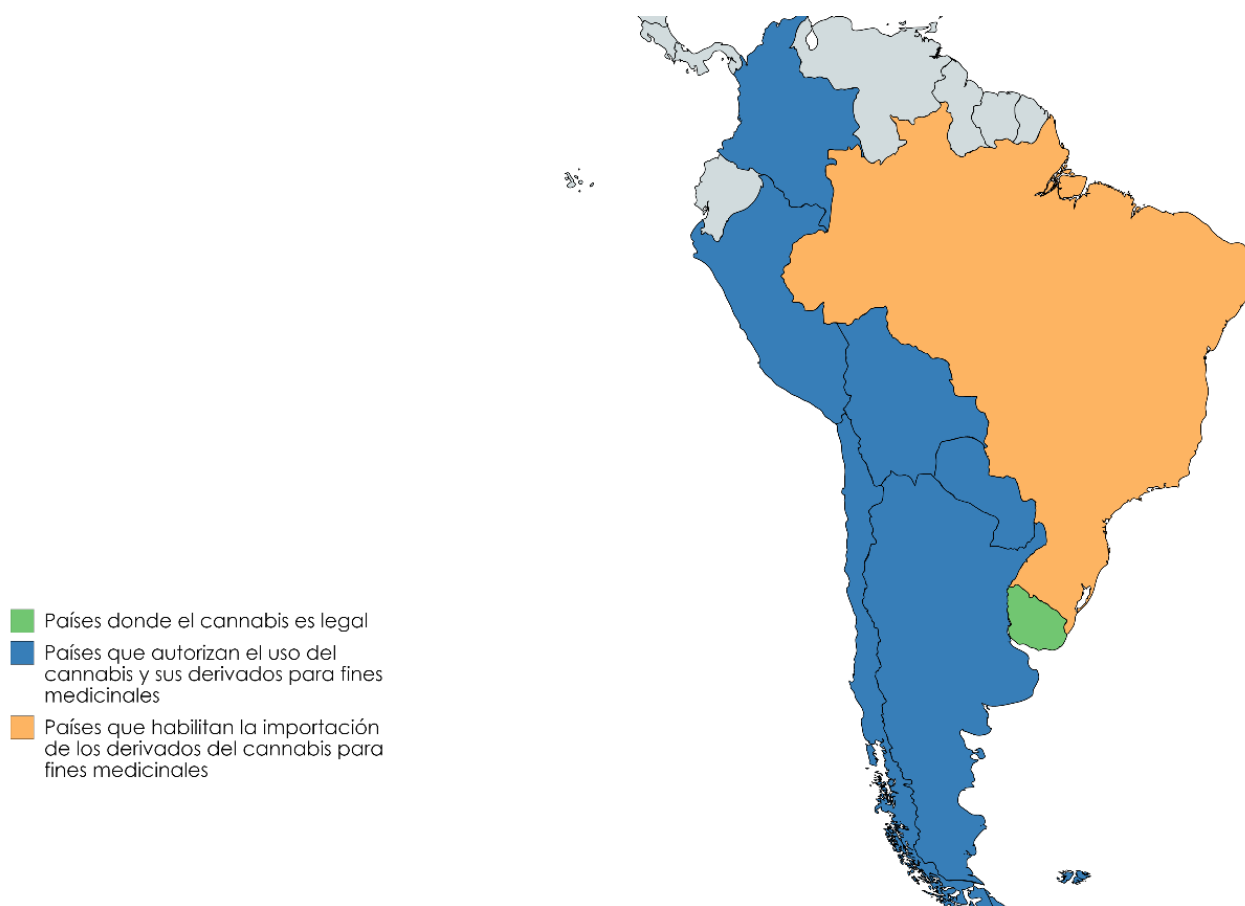 Países donde el cannabis es legal
Países que autorizan el uso del
cannabis y sus derivados para fines
medicinales
Países que habilitan la importación
de los derivados del cannabis para
fines medicinales